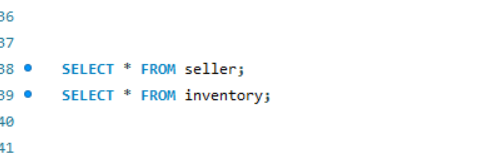 36
37
38 SELECT * FROM seller;
39 SELECT * FROM inventory;
40
41